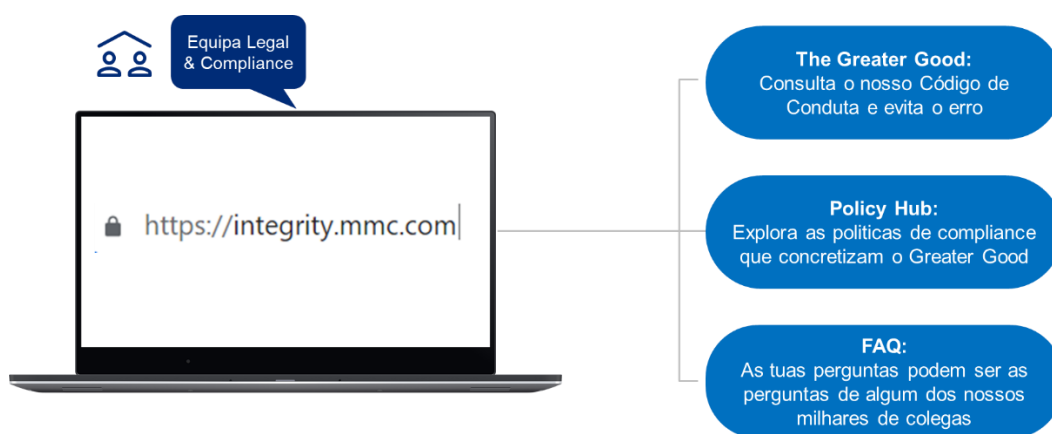 Equipa Legal
& Compliance
https://integrity.mmc.com
The Greater Good:
Consulta o nosso Código de
Conduta e evita o erro
Policy Hub:
Explora as politicas de compliance
que concretizam o Greater Good
FAQ:
As tuas perguntas podem ser as
perguntas de algum dos nossos
milhares de colegas